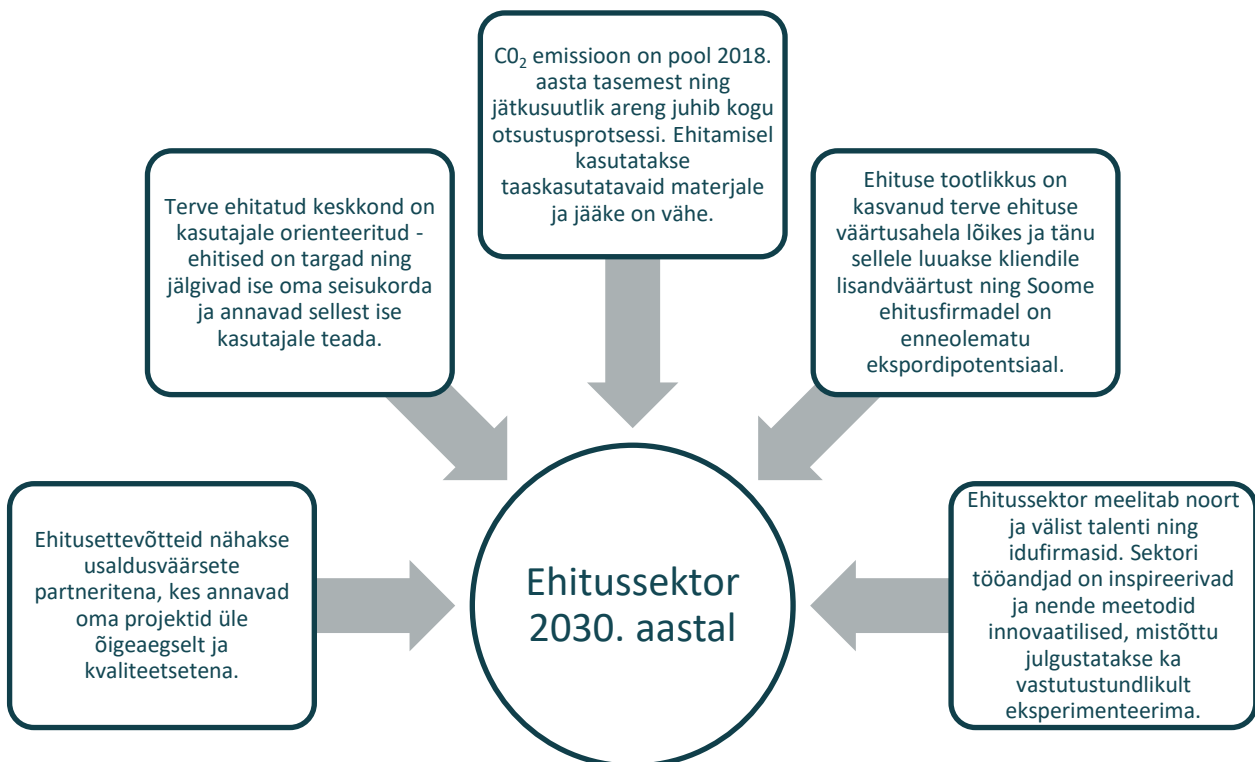 C0₂ emissioon on pool 2018.
aasta tasemest ning
jätkusuutlik areng juhib kogu
otsustusprotsessi. Ehitamisel
kasutatakse
taaskasutatavaid materjale
ja jääke on vähe.
Terve ehitatud keskkond on
kasutajale orienteeritud -
ehitised on targad ning
jälgivad ise oma seisukorda
ja annavad sellest ise
kasutajale teada.
Ehituse tootlikkus on
kasvanud terve ehituse
väärtusahela lõikes ja tänu
sellele luuakse kliendile
lisandväärtust ning Soome
ehitusfirmadel on
enneolematu
ekspordipotentsiaal.
Ehitusettevõtteid nähakse
usaldusväärsete
partneritena, kes annavad
oma projektid üle
õigeaegselt ja
kvaliteetsetena.
Ehitussektor
2030. aastal
Ehitussektor meelitab noort
ja välist talenti ning
idufirmasid. Sektori
tööandjad on inspireerivad
ja nende meetodid
innovaatilised, mistõttu
julgustatakse ka
vastutustundlikult
eksperimenteerima.